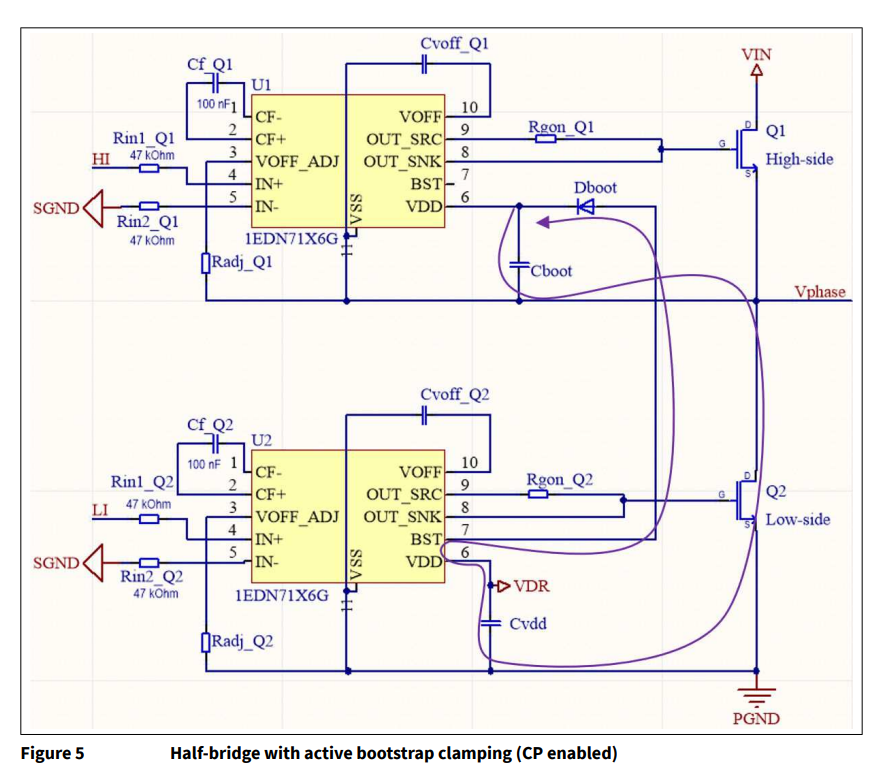 Cvoff_Q1
Cf_Q1
U1
VIN
100 nF
1 CF- VOFF 10
2 CF+ OUT_SRC 9 Rgon_Q1
D Q1
G
Rin1_Q1
47 kOhm
HI
3 VOFF_ADJ OUT_SNK 8
High-side
S
4 IN+ BST 7
Dboot
SGND
5 IN- VSS VDD 6
Rin2_Q1
47 kOhm
1EDN71X6G
11
Radj_Q1
Cboot
Vphase
Cvoff_Q2
Cf_Q2
U2
100 nF
1 CF- VOFF 10
D
2 CF+ OUT_SRC 9 Rgon_Q2
Q2
G
Rin1_Q2
47 kOhm
LI
3 VOFF_ADJ OUT_SNK 8
Low-side
S
4 IN+ BST 7
SGND
5 IN- VSS VDD 6
Rin2_Q2
47 kOhm
VDR
1EDN71X6G
11
Cvdd
Radj_Q2
PGND
Figure 5 Half-bridge with active bootstrap clamping (CP enabled)